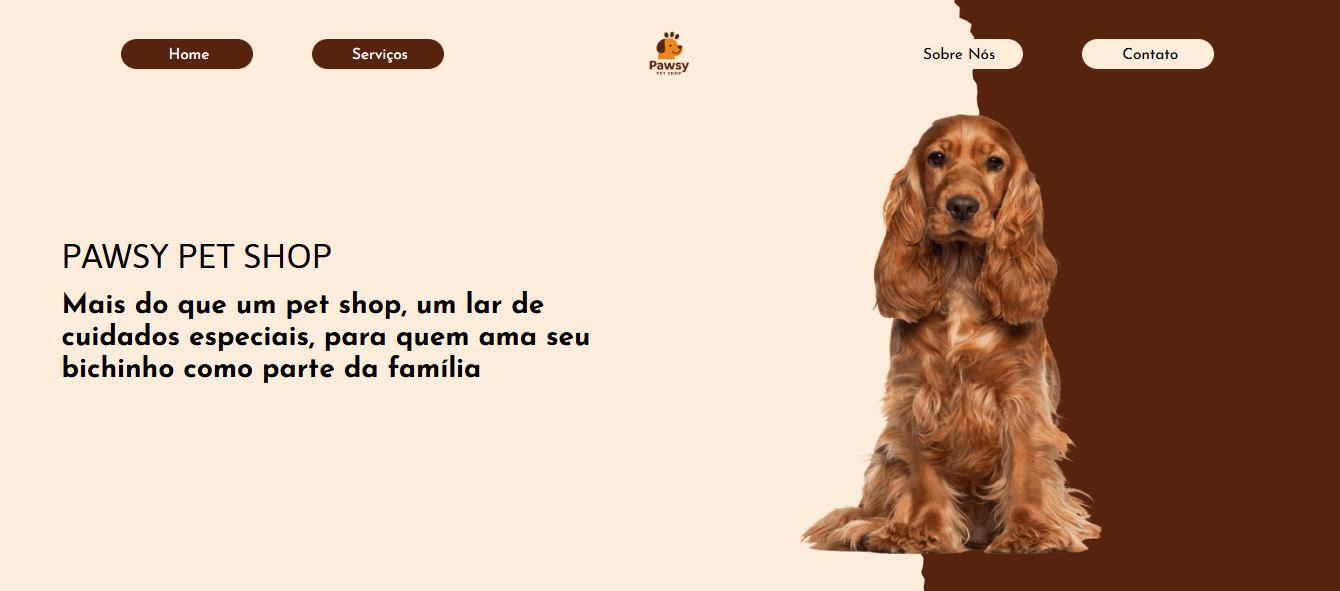 Home
Serviços
Pawsy
PET SHOP
Sobre Nós
Contato
PAWSY PET SHOP
Mais do que um pet shop, um lar de
cuidados especiais, para quem ama seu
bichinho como parte da família